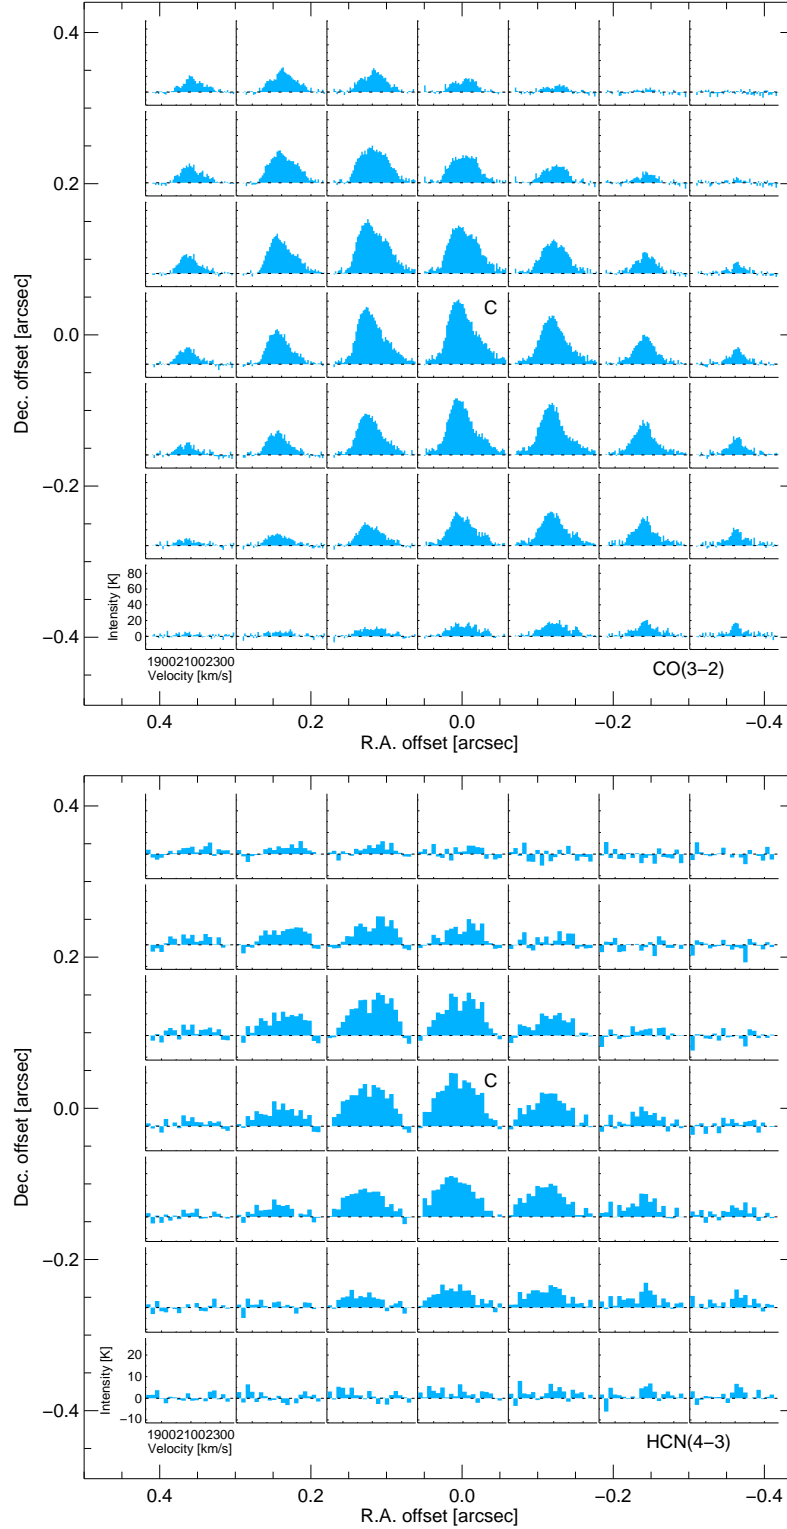 0.4
0.2
0.0
−0.2
−0.4
Dec. offset [arcsec]
C
80
60
40
20
0
Intensity [K]
190021002300
Velocity [km/s]
CO(3−2)
0.4 0.2 0.0 −0.2 −0.4
R.A. offset [arcsec]
0.4
0.2
0.0
−0.2
−0.4
Dec. offset [arcsec]
C
20
10
0
−10
Intensity [K]
190021002300
Velocity [km/s]
HCN(4−3)
0.4 0.2 0.0 −0.2 −0.4
R.A. offset [arcsec]